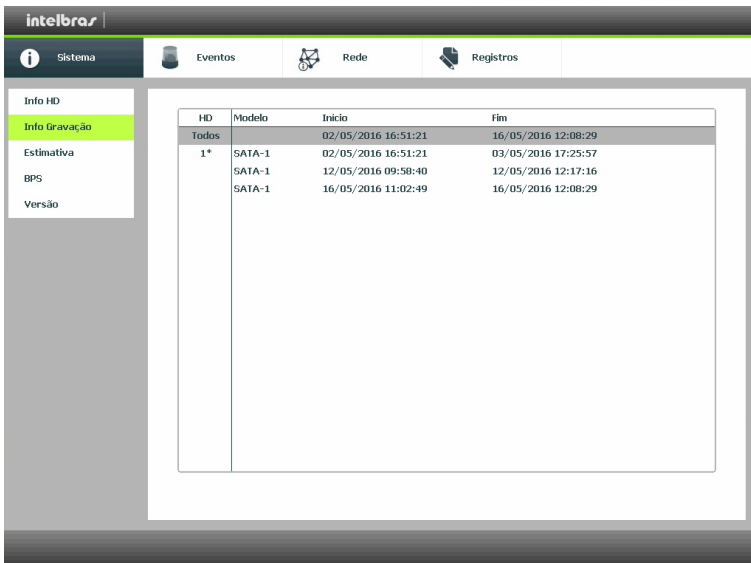 intelbras
Sistema Eventos Rede Registros
Info HD
Info Gravação
Estimativa
BPS
Versão
HD Modelo Inicio Fim
Todos 02/05/2016 16:51:21 16/05/2016 12:08:29
1* SATA-1 02/05/2016 16:51:21 03/05/2016 17:25:57
SATA-1 12/05/2016 09:58:40 12/05/2016 12:17:16
SATA-1 16/05/2016 11:02:49 16/05/2016 12:08:29